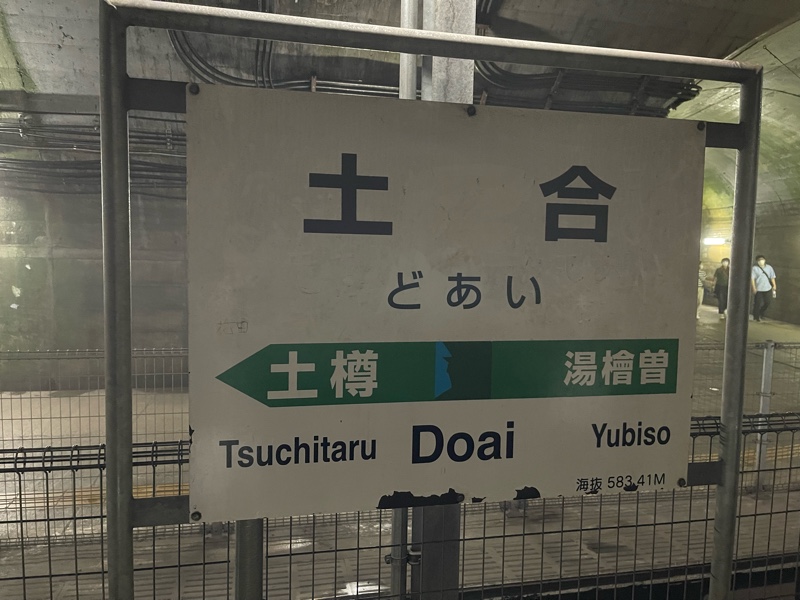 土合
どあい
土樽 湯檜曽
Tsuchitaru Doai Yubiso
海抜 583.41M